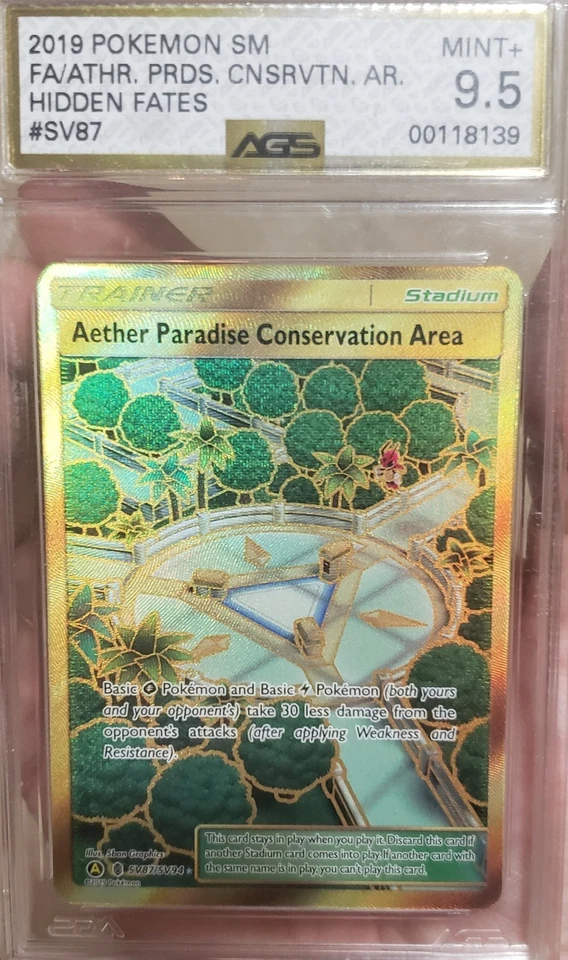 2019 POKEMON SM
MINT+
FA/ATHR. PRDS. CNSRVTN. AR.
9.5
HIDDEN FATES
#SV87
AGS
00118139
TRAINER
Stadium
Aether Paradise Conservation Area
Basic Pokémon and Basic Pokémon (both yours
and your opponent's) take 30 less damage from the
opponent's attacks (after applying Weakness and
Resistance).
This card stays in play when you play it. Discard this card if
another Stadium card comes into play. If another card with
the same name is in play, you can't play this card.
Illus. Sban Graphics
A SV87/SV94
©2019 Pokémon